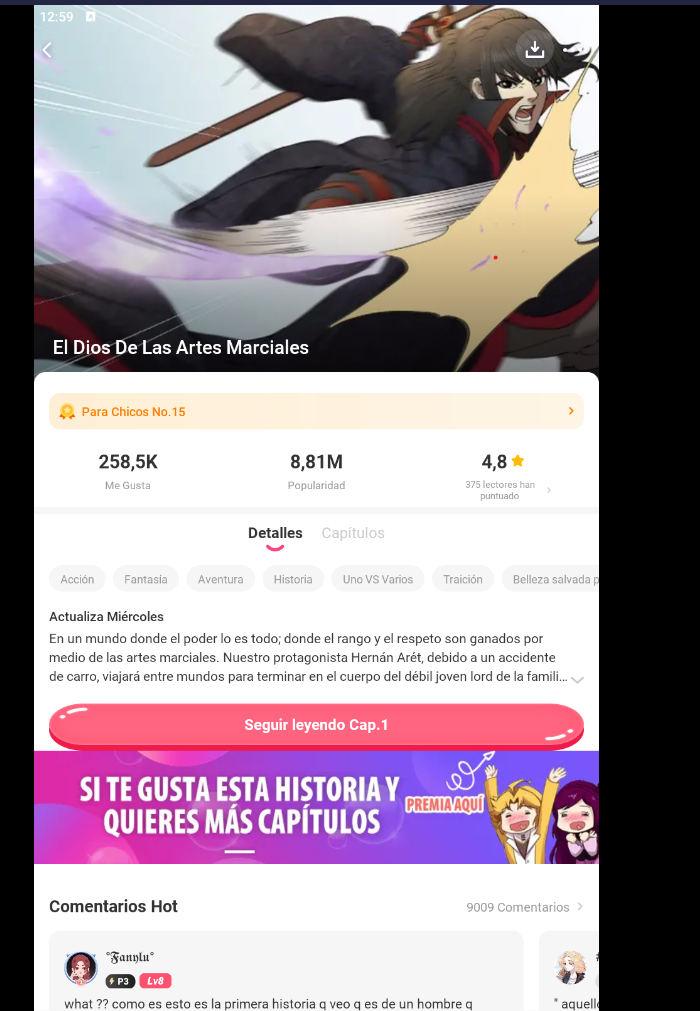 12:59
El Dios De Las Artes Marciales
Para Chicos No.15
258,5K
8,81M
4,8
Me Gusta
Popularidad
375 lectores han
puntuado
Detalles Capítulos
Acción Fantasía Aventura Historia Uno VS Varios Traición Belleza salvada p
Actualiza Miércoles
En un mundo donde el poder lo es todo; donde el rango y el respeto son ganados por
medio de las artes marciales. Nuestro protagonista Hernán Arét, debido a un accidente
de carro, viajará entre mundos para terminar en el cuerpo del débil joven lord de la famili...
Seguir leyendo Cap.1
SI TE GUSTA ESTA HISTORIA Y
QUIERES MÁS CAPÍTULOS
PREMIA AQUÍ
Comentarios Hot
9009 Comentarios
°𝕱𝖆𝖓𝖞𝖑𝖚°
P3 Lv8
what ?? como es esto es la primera historia q veo q es de un hombre q
" aquello